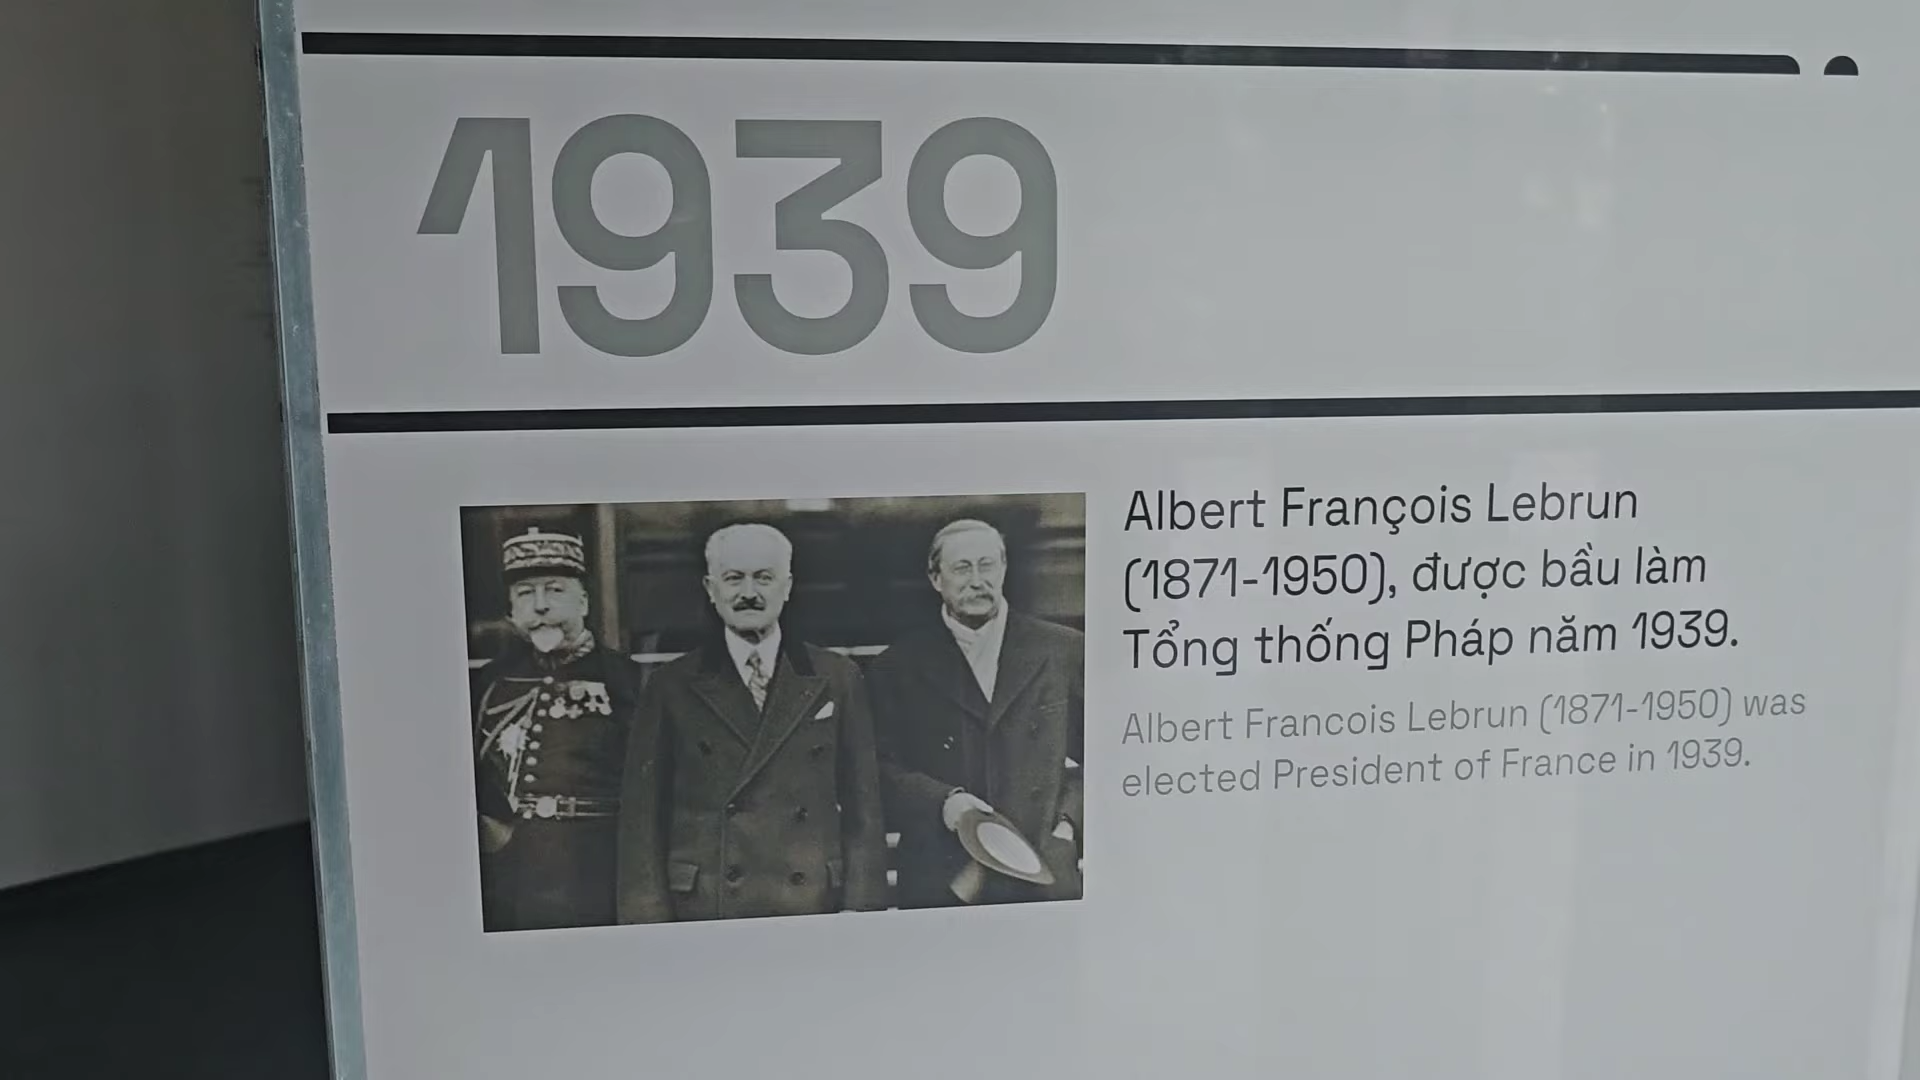 1939
Albert François Lebrun
(1871-1950), được bầu làm
Tổng thống Pháp năm 1939.
Albert Francois Lebrun (1871-1950) was
elected President of France in 1939.